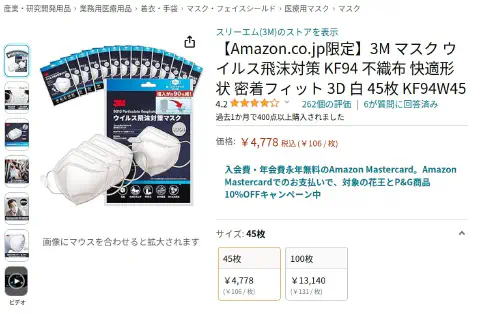 産業・研究開発用品 › 業務用医療用品 › 着衣・手袋 › マスク・フェイスシールド › 医療用マスク › マスク
スリーエム(3M)のストアを表示
【Amazon.co.jp限定】3M マスク ウ
イルス飛沫対策 KF94 不織布 快適形
状 密着フィット 3D 白 45枚 KF94W45
4.2
262個の評価 | 6が質問に回答済み
過去1か月で400点以上購入されました
価格: ￥4,778 税込 (￥106 / 枚)
入会費・年会費永年無料のAmazon Mastercard。Amazon
Mastercardでのお支払いで、対象の花王とP&G商品
10%OFFキャンペーン中
サイズ: 45枚
45枚
￥4,778
(￥106 / 枚)
100枚
￥13,140
(￥131 / 枚)
3M
ウイルス飛沫対策マスク
画像にマウスを合わせると拡大されます
ビデオ